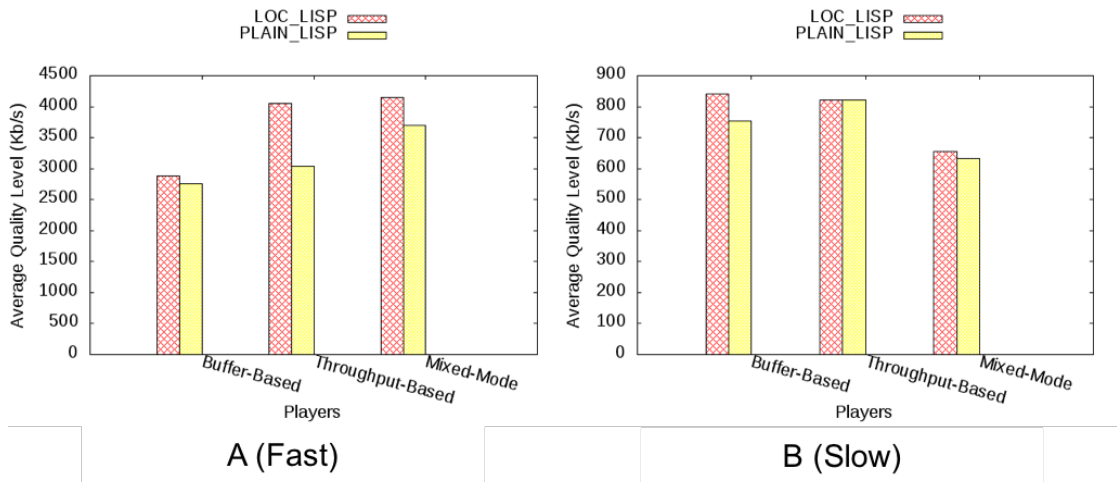 LOC_LISP
PLAIN_LISP
4500
4000
3500
3000
2500
2000
1500
1000
500
0
Average Quality Level (Kb/s)
Buffer-Based
Throughput-Based
Mixed-Mode
Players
A (Fast)
LOC_LISP
PLAIN_LISP
900
800
700
600
500
400
300
200
100
0
Average Quality Level (Kb/s)
Buffer-Based
Throughput-Based
Mixed-Mode
Players
B (Slow)